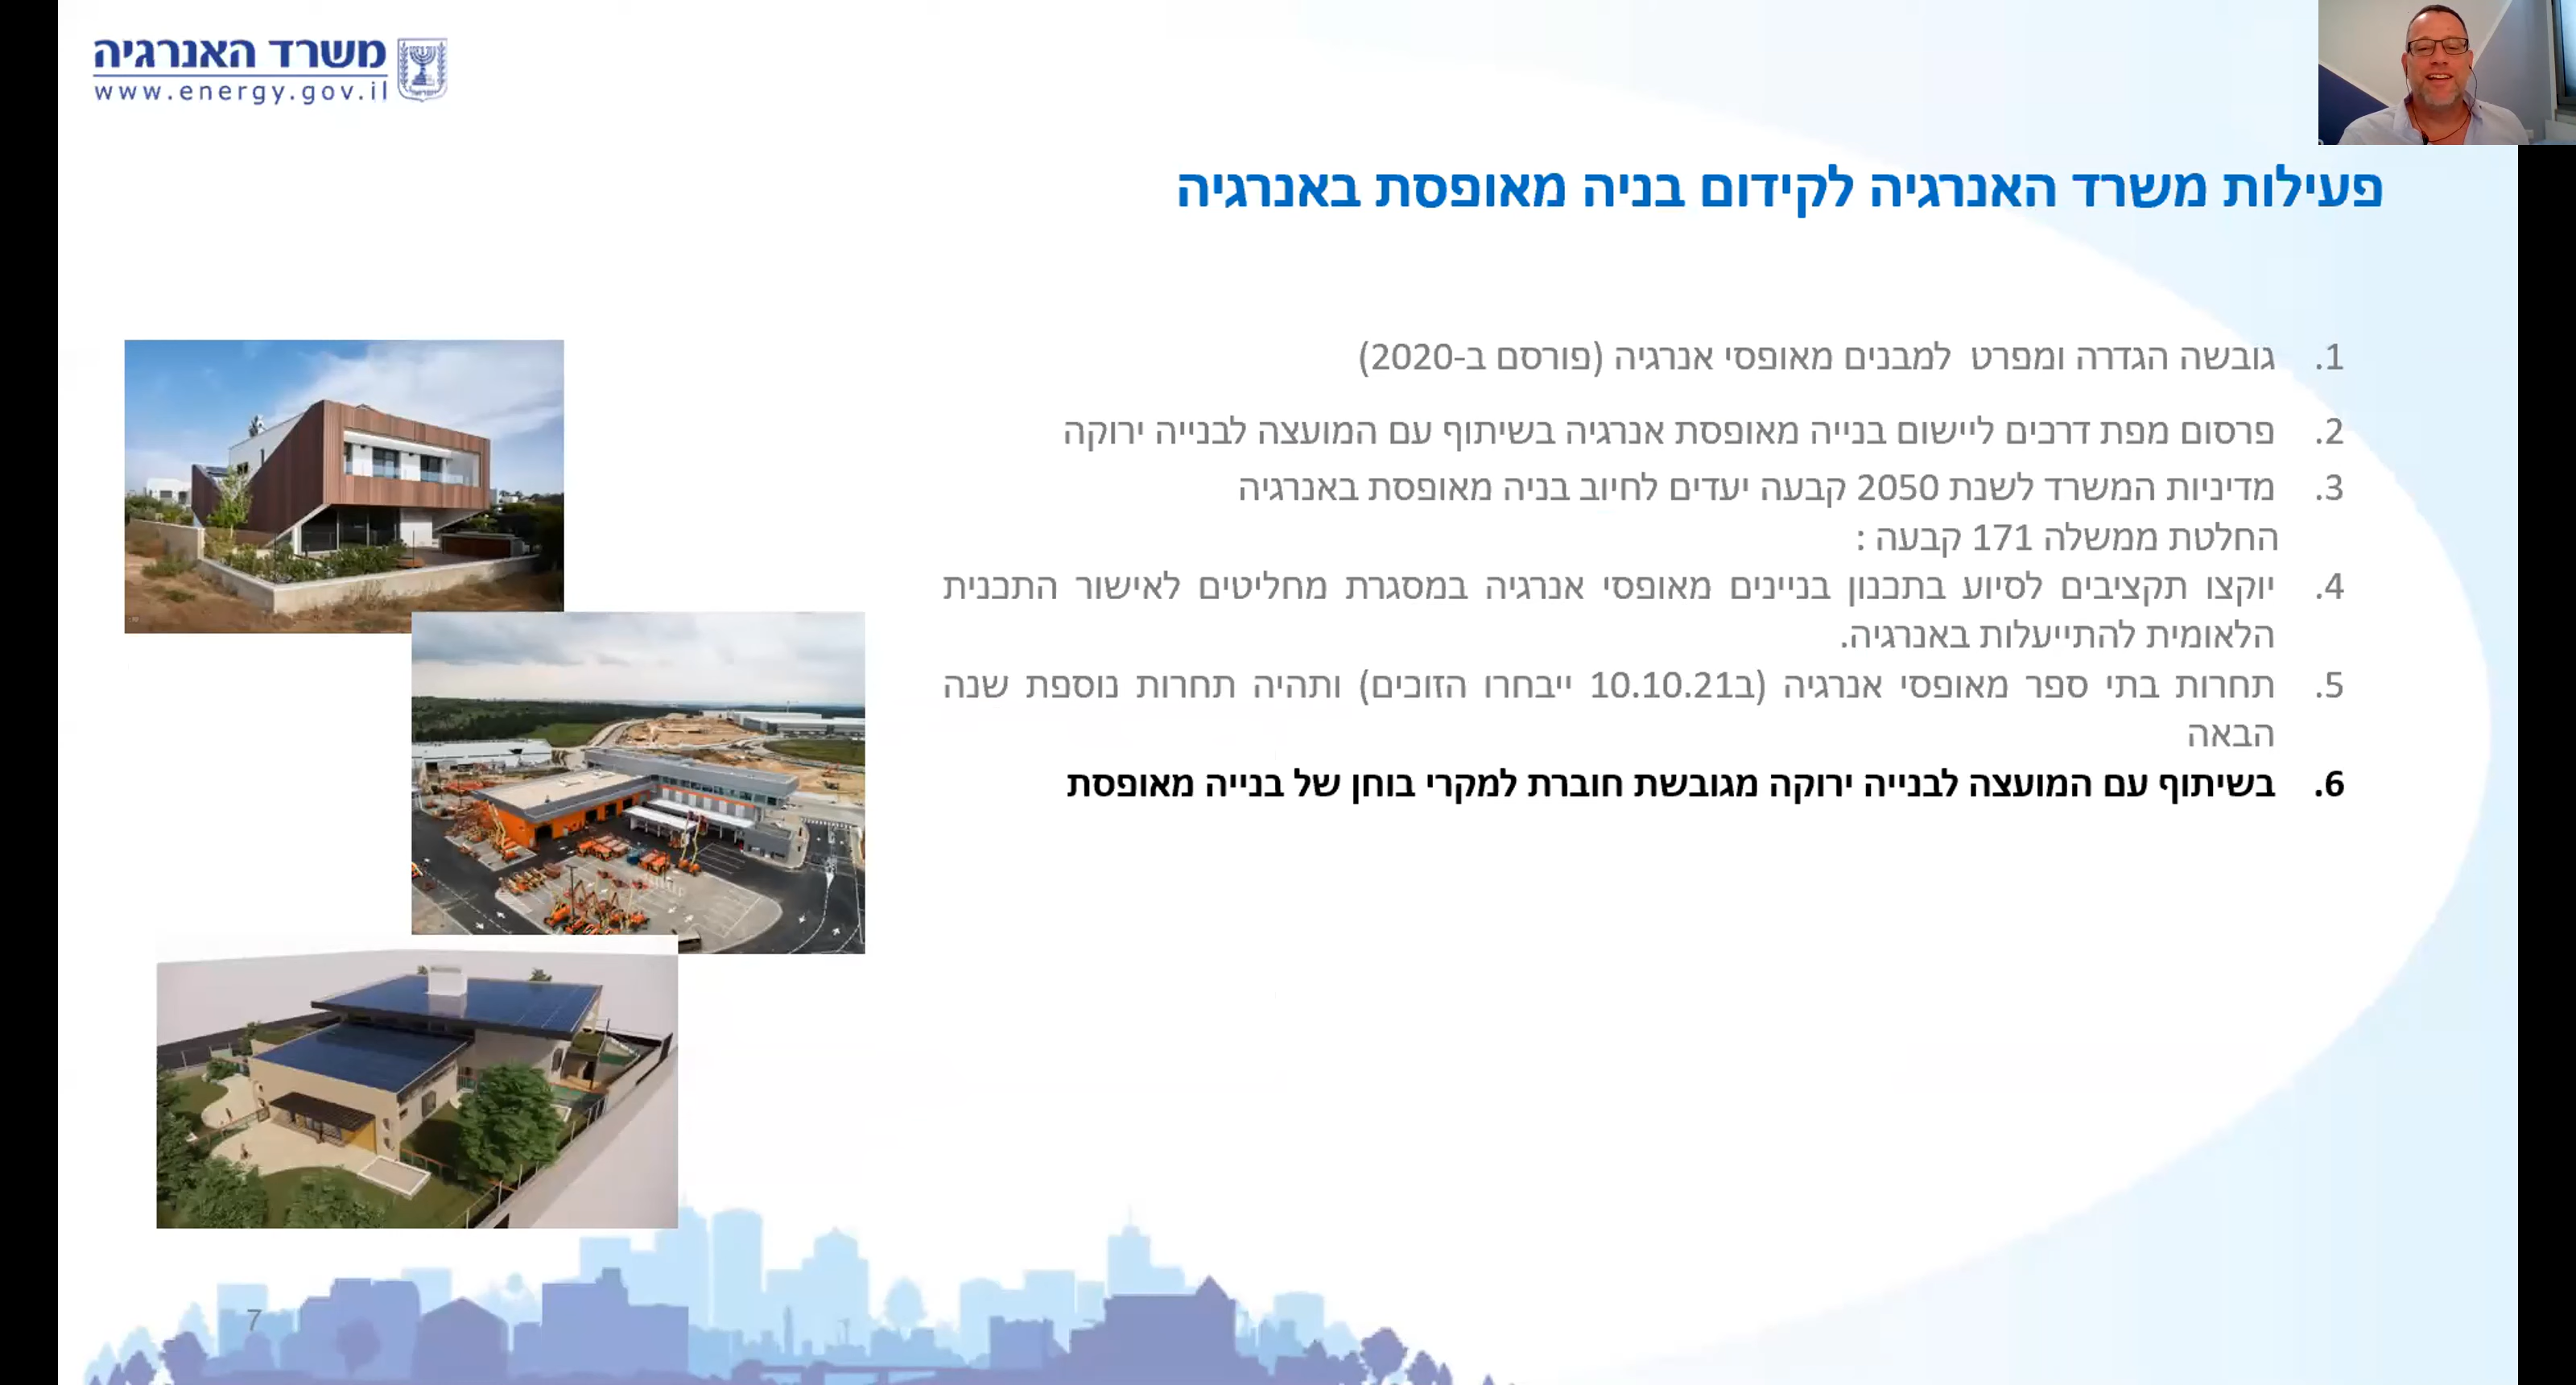 משרד האנרגיה
www.energy.gov.il
פעילות משרד האנרגיה לקידום בניה מאופסת באנרגיה
1. גובשה הגדרה ומפרט למבנים מאופסי אנרגיה (פורסם ב-2020)
2. פרסום מפת דרכים ליישום בנייה מאופסת אנרגיה בשיתוף עם המועצה לבנייה ירוקה
3. מדיניות המשרד לשנת 2050 קבעה יעדים לחיוב בניה מאופסת באנרגיה
החלטת ממשלה 171 קבעה :
4. יוקצו תקציבים לסיוע בתכנון בניינים מאופסי אנרגיה במסגרת מחליטים לאישור התכנית
הלאומית להתייעלות באנרגיה.
5. תחרות בתי ספר מאופסי אנרגיה (ב10.10.21 ייבחרו הזוכים) ותהיה תחרות נוספת שנה
הבאה
6. בשיתוף עם המועצה לבנייה ירוקה מגובשת חוברת למקרי בוחן של בנייה מאופסת
7